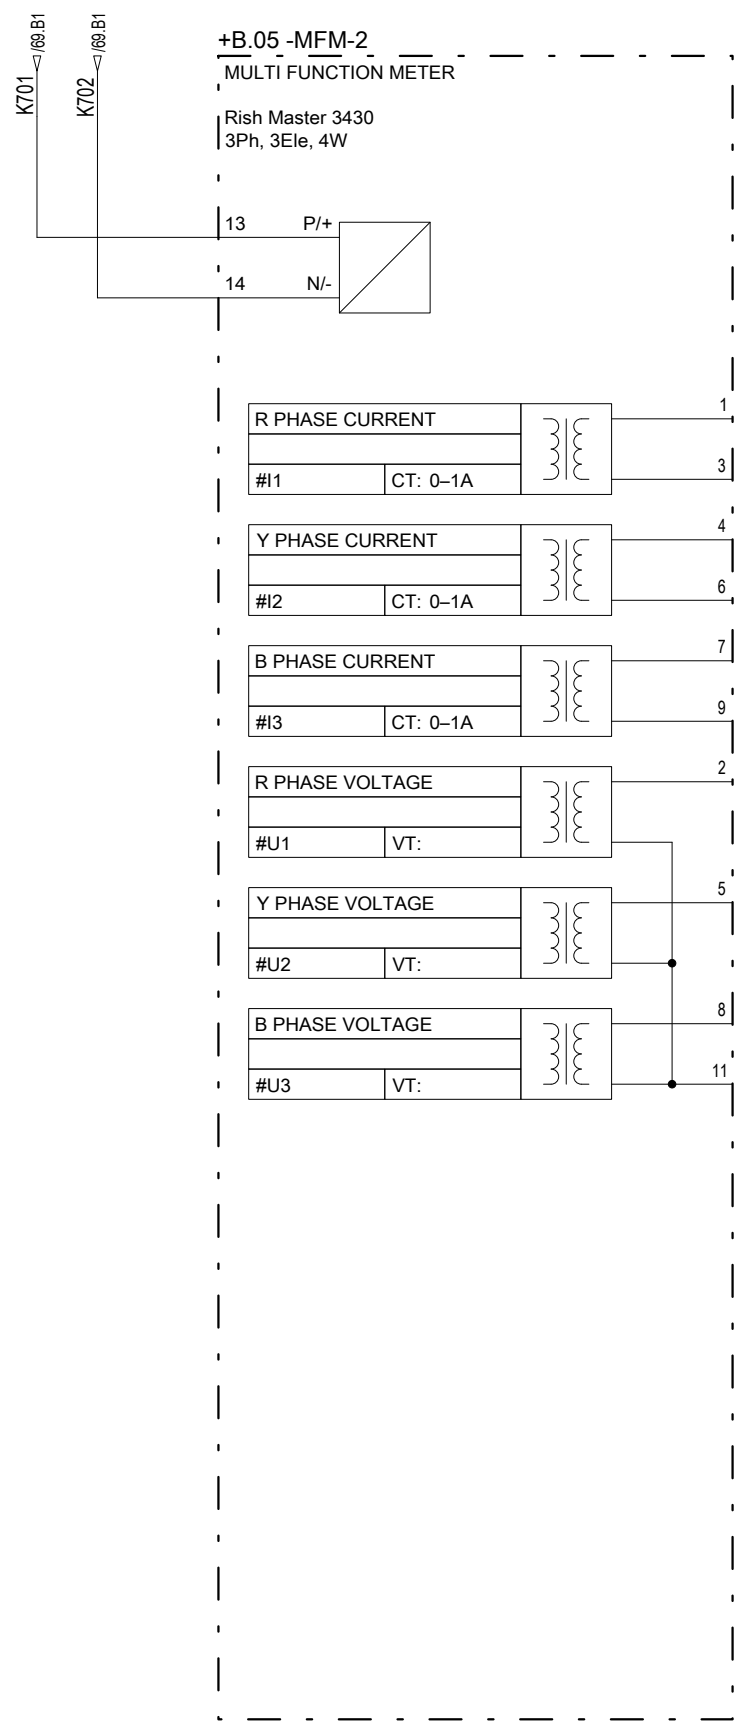 K701 /69.B1
K702 /69.B1
+B.05 -MFM-2
MULTI FUNCTION METER
Rish Master 3430
3Ph, 3Ele, 4W
13 P/+
14 N/-
R PHASE CURRENT 1
#I1 CT: 0–1A 3
Y PHASE CURRENT 4
#I2 CT: 0–1A 6
B PHASE CURRENT 7
#I3 CT: 0–1A 9
R PHASE VOLTAGE 2
#U1 VT:
Y PHASE VOLTAGE 5
#U2 VT:
B PHASE VOLTAGE 8
#U3 VT: 11